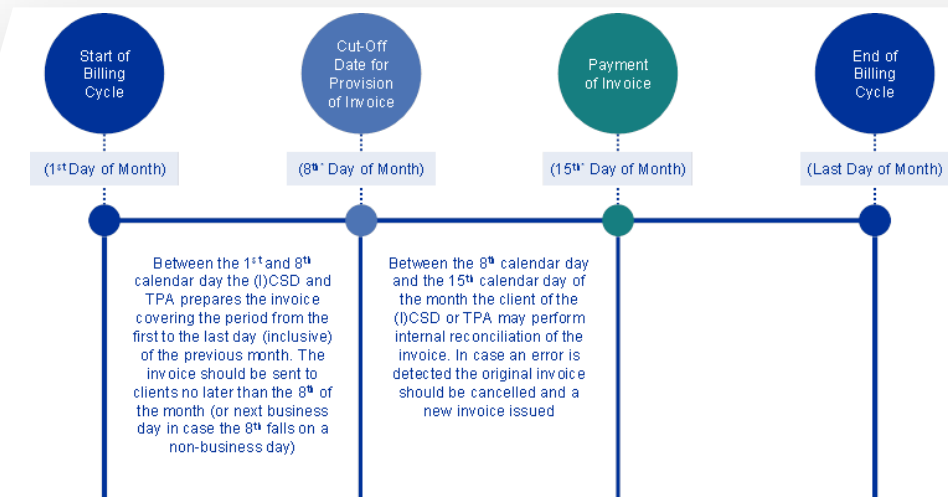 Start of
Billing
Cycle
Cut-Off
Date for
Provision
of Invoice
Payment
of Invoice
End of
Billing
Cycle
(1st Day of Month)
(8th* Day of Month)
(15th* Day of Month)
(Last Day of Month)
Between the 1st and 8th
calendar day the (I)CSD and
TPA prepares the invoice
covering the period from the
first to the last day (inclusive)
of the previous month. The
invoice should be sent to
clients no later than the 8th of
the month (or next business
day in case the 8th falls on a
non-business day)
Between the 8th calendar day
and the 15th calendar day of
the month the client of the
(I)CSD or TPA may perform
internal reconciliation of the
invoice. In case an error is
detected the original invoice
should be cancelled and a
new invoice issued